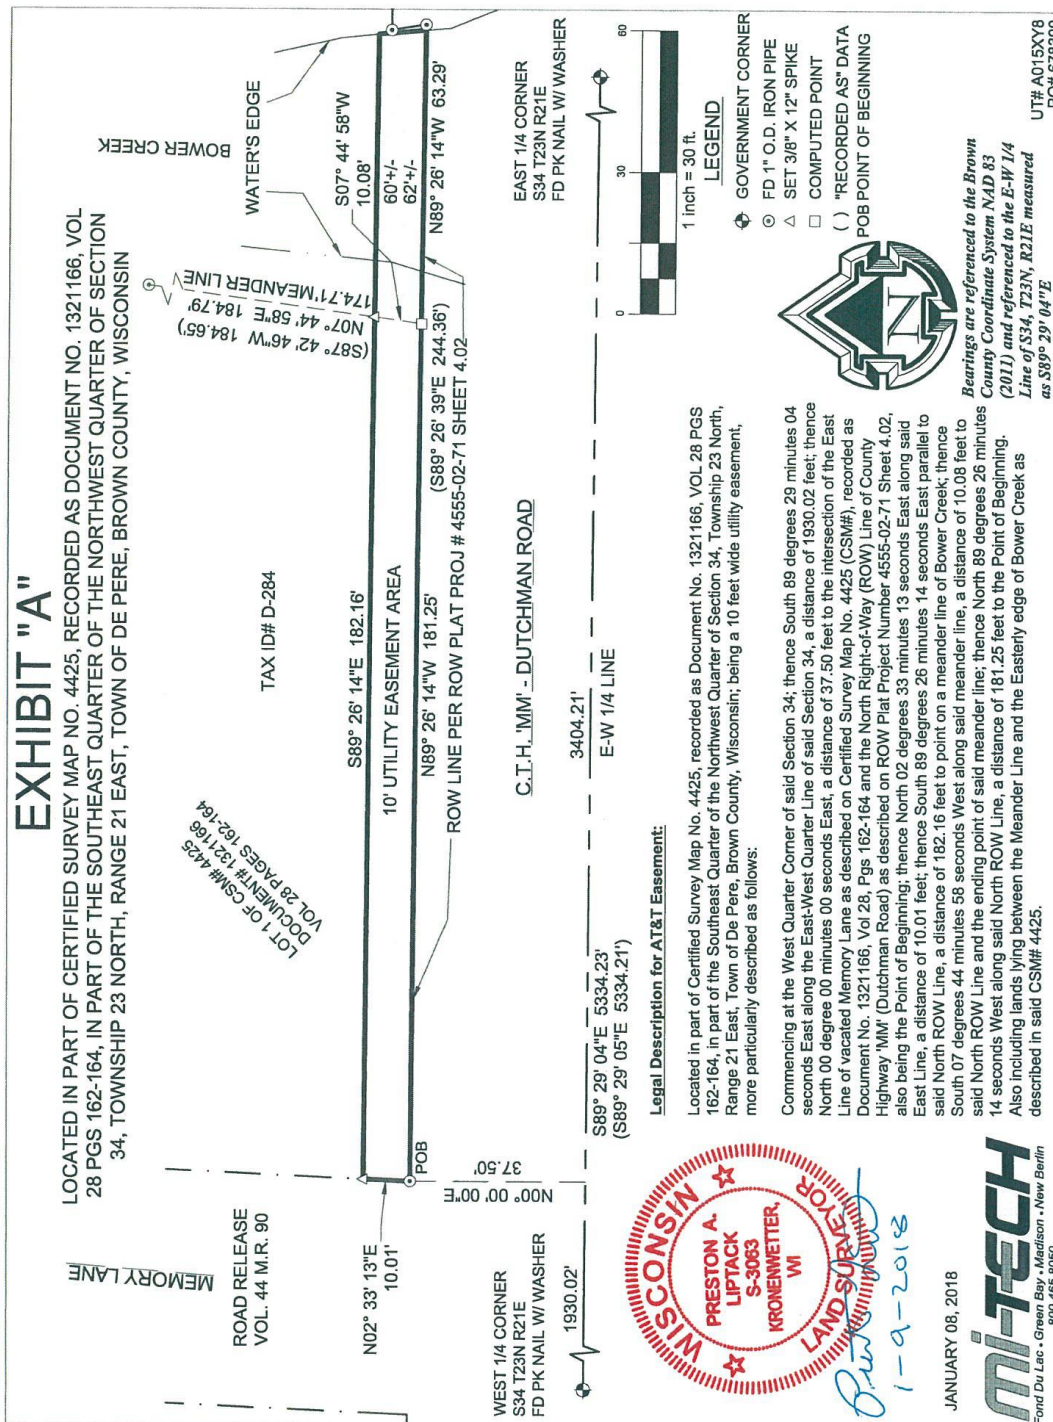 EXHIBIT "A"
LOCATED IN PART OF CERTIFIED SURVEY MAP NO. 4425, RECORDED AS DOCUMENT NO. 1321166, VOL
28 PGS 162-164, IN PART OF THE SOUTHEAST QUARTER OF THE NORTHWEST QUARTER OF SECTION
34, TOWNSHIP 23 NORTH, RANGE 21 EAST, TOWN OF DE PERE, BROWN COUNTY, WISCONSIN
MEMORY LANE
ROAD RELEASE
VOL. 44 M.R. 90
LOT 1 OF CSM# 4425
DOCUMENT# 1321166
VOL 28 PAGES 162-164
TAX ID# D-284
BOWER CREEK
WATER'S EDGE
(S87° 42' 46"W 184.65')
N07° 44' 58"E 184.79'
174.71' MEANDER LINE
S07° 44' 58"W
10.08'
60'+/-
62'+/-
N89° 26' 14"W 63.29'
N02° 33' 13"E
10.01'
S89° 26' 14"E 182.16'
10' UTILITY EASEMENT AREA
N89° 26' 14"W 181.25'
(S89° 26' 39"E 244.36')
ROW LINE PER ROW PLAT PROJ # 4555-02-71 SHEET 4.02
POB
N00° 00' 00"E
37.50'
C.T.H. 'MM' - DUTCHMAN ROAD
WEST 1/4 CORNER
S34 T23N R21E
FD PK NAIL W/ WASHER
1930.02'
S89° 29' 04"E 5334.23'
(S89° 29' 05"E 5334.21')
3404.21'
E-W 1/4 LINE
EAST 1/4 CORNER
S34 T23N R21E
FD PK NAIL W/ WASHER
0 30 60
1 inch = 30 ft.
LEGEND
GOVERNMENT CORNER
FD 1" O.D. IRON PIPE
SET 3/8" X 12" SPIKE
COMPUTED POINT
( ) "RECORDED AS" DATA
POB POINT OF BEGINNING
N
Bearings are referenced to the Brown
County Coordinate System NAD 83
(2011) and referenced to the E-W 1/4
Line of S34, T23N, R21E measured
as S89° 29' 04"E
UT# A015XY8
Legal Description for AT&T Easement:
Located in part of Certified Survey Map No. 4425, recorded as Document No. 1321166, VOL 28 PGS
162-164, in part of the Southeast Quarter of the Northwest Quarter of Section 34, Township 23 North,
Range 21 East, Town of De Pere, Brown County, Wisconsin; being a 10 feet wide utility easement,
more particularly described as follows:
Commencing at the West Quarter Corner of said Section 34; thence South 89 degrees 29 minutes 04
seconds East along the East-West Quarter Line of said Section 34, a distance of 1930.02 feet; thence
North 00 degree 00 minutes 00 seconds East, a distance of 37.50 feet to the intersection of the East
Line of vacated Memory Lane as described on Certified Survey Map No. 4425 (CSM#), recorded as
Document No. 1321166, Vol 28, Pgs 162-164 and the North Right-of-Way (ROW) Line of County
Highway 'MM' (Dutchman Road) as described on ROW Plat Project Number 4555-02-71 Sheet 4.02,
also being the Point of Beginning; thence North 02 degrees 33 minutes 13 seconds East along said
East Line, a distance of 10.01 feet; thence South 89 degrees 26 minutes 14 seconds East parallel to
said North ROW Line, a distance of 182.16 feet to point on a meander line of Bower Creek; thence
South 07 degrees 44 minutes 58 seconds West along said meander line, a distance of 10.08 feet to
said North ROW Line and the ending point of said meander line; thence North 89 degrees 26 minutes
14 seconds West along said North ROW Line, a distance of 181.25 feet to the Point of Beginning.
Also including lands lying between the Meander Line and the Easterly edge of Bower Creek as
described in said CSM# 4425.
WISCONSIN
PRESTON A.
LIPTACK
S-3063
KRONENWETTER,
WI
LAND SURVEYOR
1-9-2018
JANUARY 08, 2018
mi-TECH
Fond Du Lac • Green Bay • Madison • New Berlin